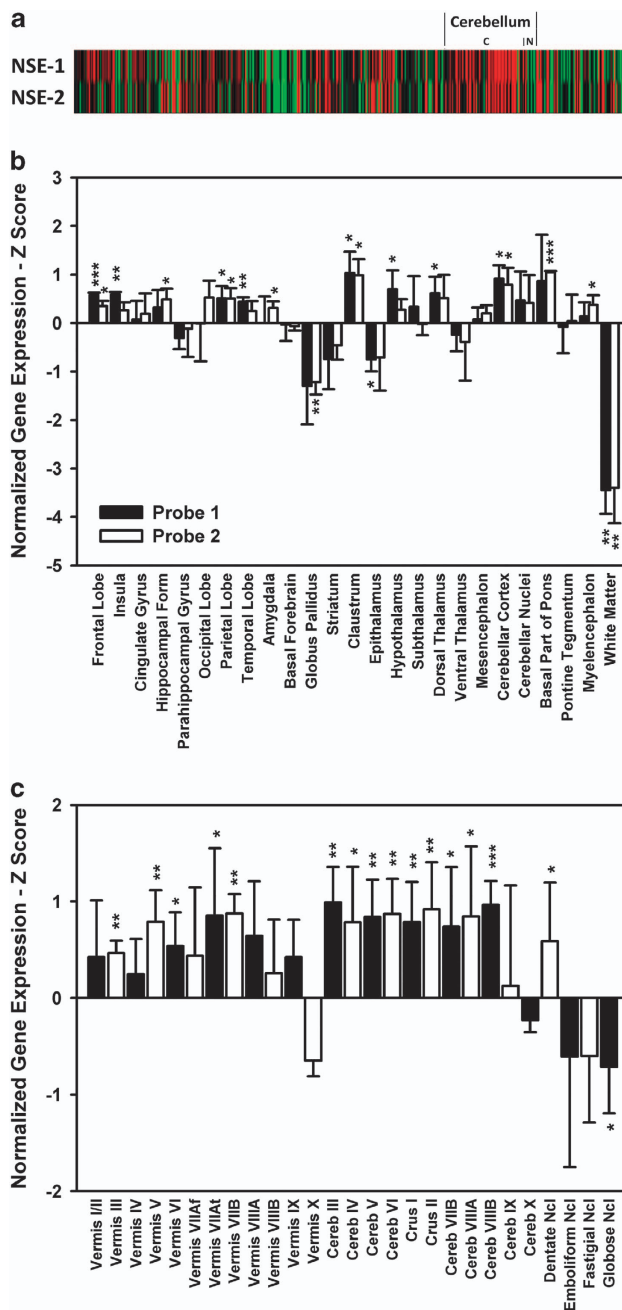 a
Cerebellum
C
N
NSE-1
NSE-2
b
Normalized Gene Expression - Z Score
3
2
1
0
-1
-2
-3
-4
-5
***
*
**
*
*
*
**
*
**
*
*
*
*
*
*
*
***
*
**
**
Probe 1
Probe 2
Frontal Lobe
Insula
Cingulate Gyrus
Hippocampal Form
Parahippocampal Gyrus
Occipital Lobe
Parietal Lobe
Temporal Lobe
Amygdala
Basal Forebrain
Globus Pallidus
Striatum
Claustrum
Epithalamus
Hypothalamus
Subthalamus
Dorsal Thalamus
Ventral Thalamus
Mesencephalon
Cerebellar Cortex
Cerebellar Nuclei
Basal Part of Pons
Pontine Tegmentum
Myelencephalon
White Matter
c
Normalized Gene Expression - Z Score
2
1
0
-1
-2
**
**
*
*
**
**
*
**
**
**
**
*
*
***
*
*
Vermis I/II
Vermis III
Vermis IV
Vermis V
Vermis VI
Vermis VIIAf
Vermis VIIAt
Vermis VIIB
Vermis VIIIA
Vermis VIIIB
Vermis IX
Vermis X
Cereb III
Cereb IV
Cereb V
Cereb VI
Crus I
Crus II
Cereb VIIB
Cereb VIIIA
Cereb VIIIB
Cereb IX
Cereb X
Dentate Ncl
Emboliform Ncl
Fastigial Ncl
Globose Ncl